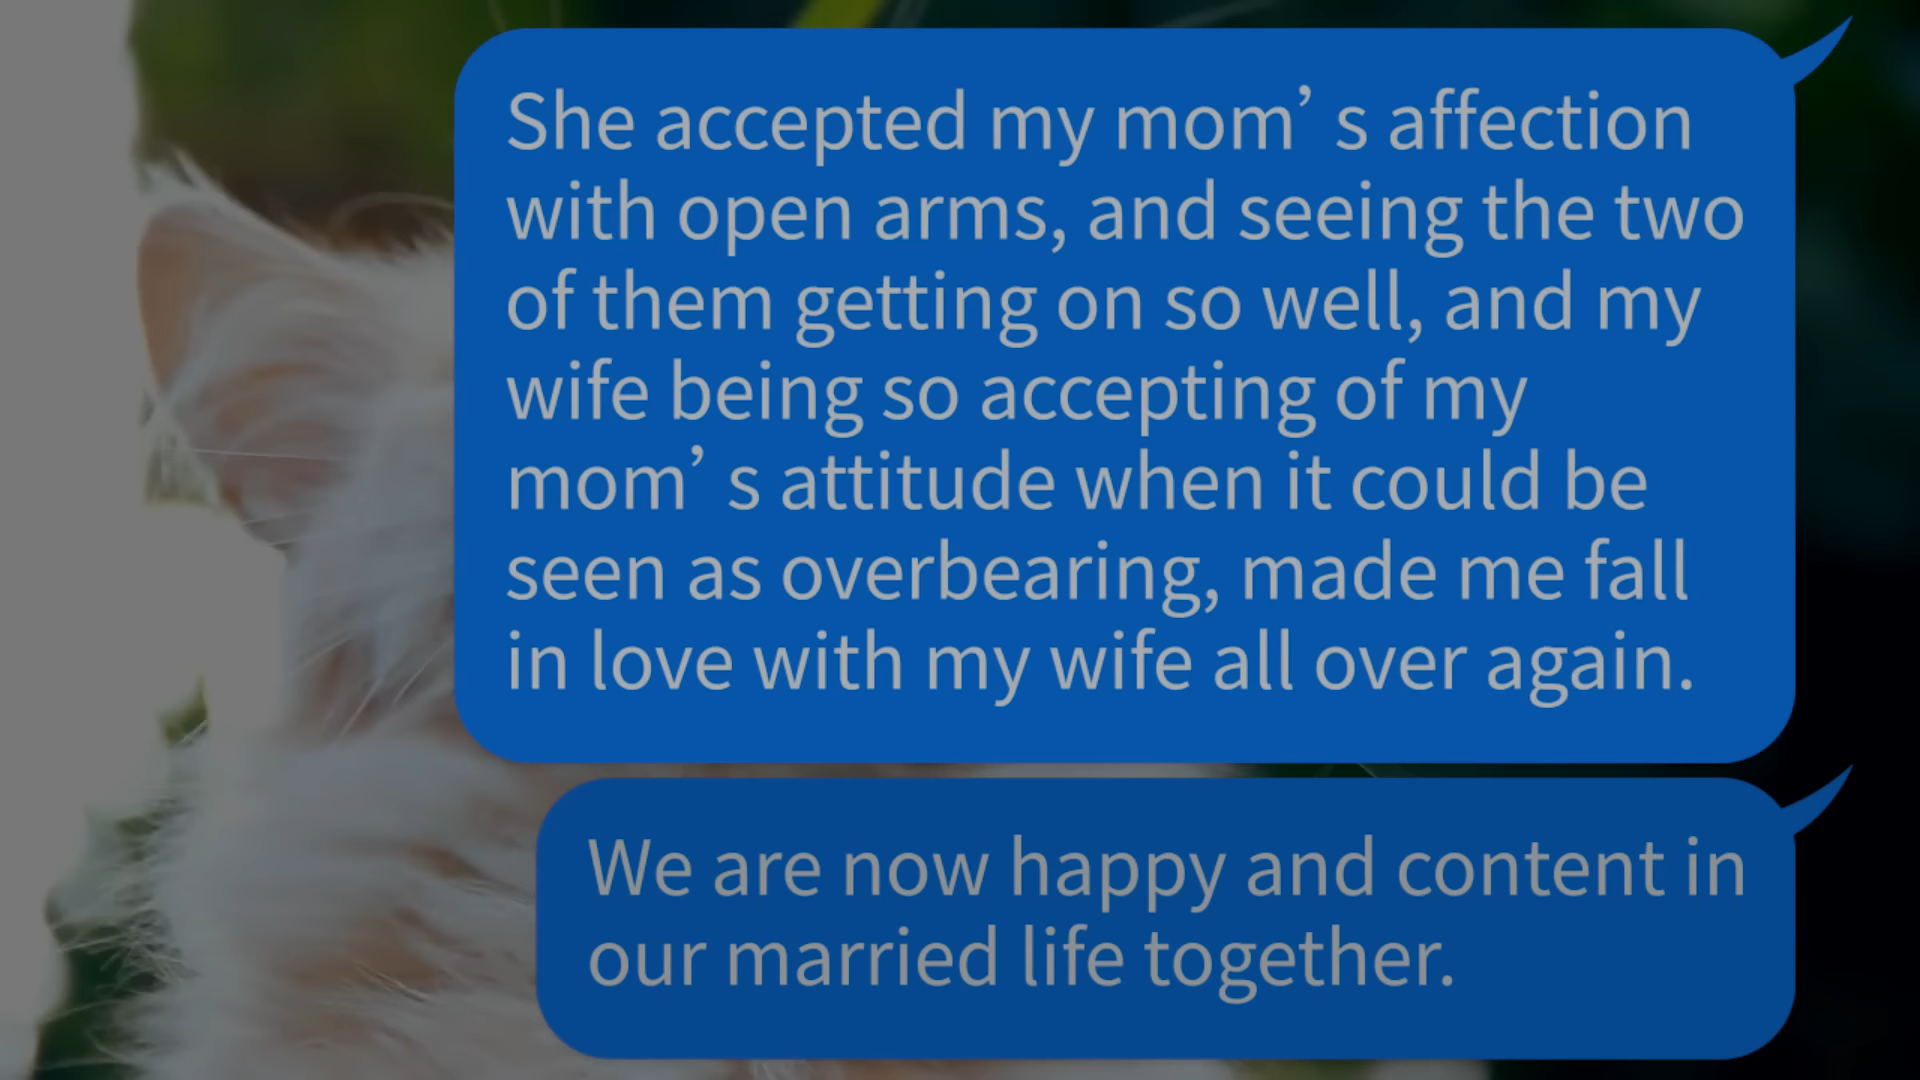 She accepted my mom’ s affection
with open arms, and seeing the two
of them getting on so well, and my
wife being so accepting of my
mom’ s attitude when it could be
seen as overbearing, made me fall
in love with my wife all over again.
We are now happy and content in
our married life together.